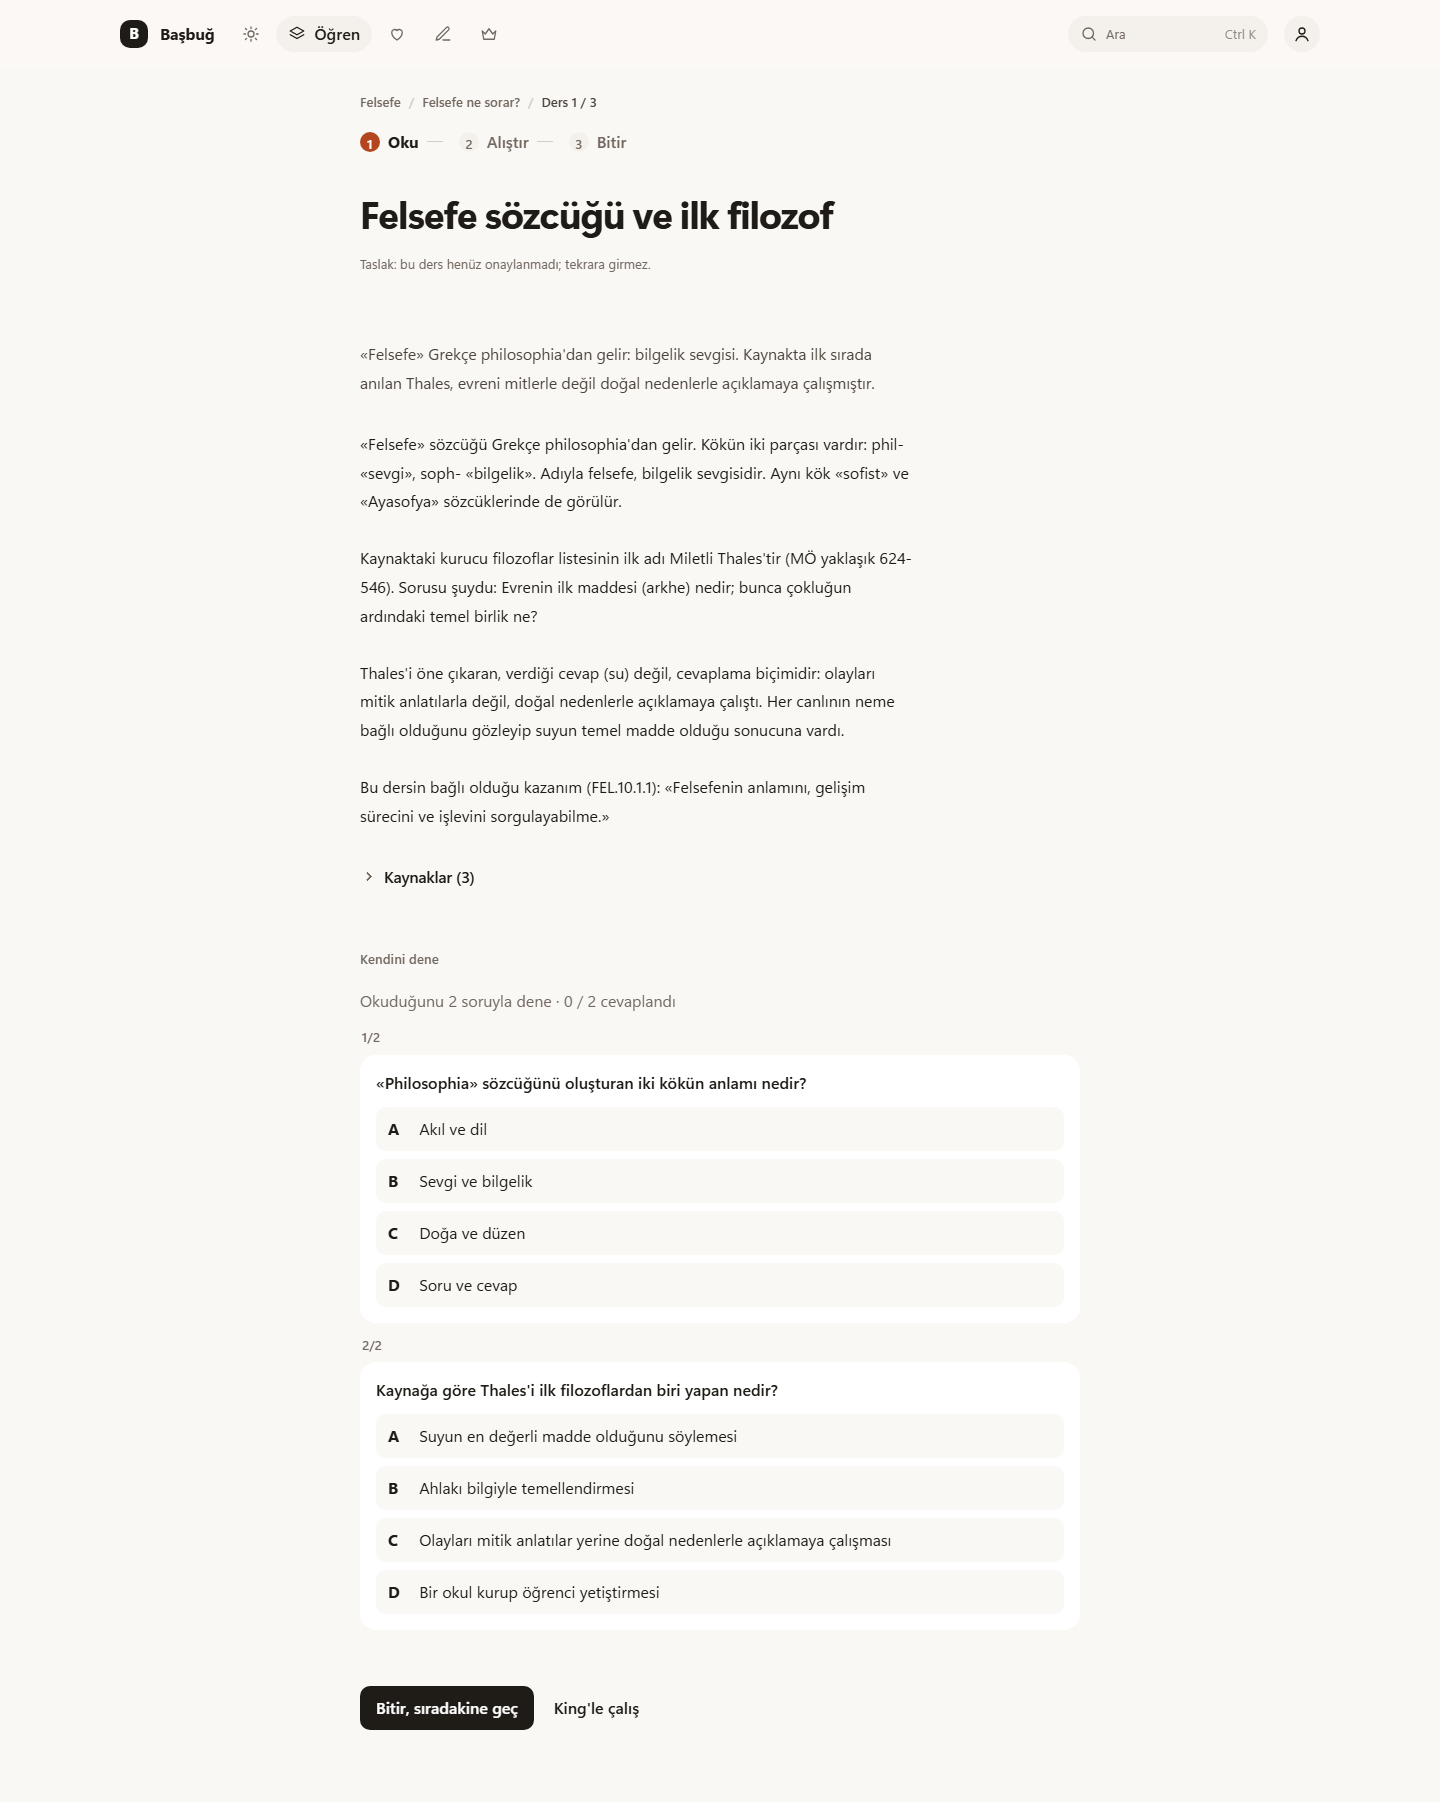 B Başbuğ Öğren Ara Ctrl K
Felsefe / Felsefe ne sorar? / Ders 1 / 3
1 Oku — 2 Alıştır — 3 Bitir
Felsefe sözcüğü ve ilk filozof
Taslak: bu ders henüz onaylanmadı; tekrara girmez.
«Felsefe» Grekçe philosophia'dan gelir: bilgelik sevgisi. Kaynakta ilk sırada
anılan Thales, evreni mitlerle değil doğal nedenlerle açıklamaya çalışmıştır.
«Felsefe» sözcüğü Grekçe philosophia'dan gelir. Kökün iki parçası vardır: phil-
«sevgi», soph- «bilgelik». Adıyla felsefe, bilgelik sevgisidir. Aynı kök «sofist» ve
«Ayasofya» sözcüklerinde de görülür.
Kaynaktaki kurucu filozoflar listesinin ilk adı Miletli Thales'tir (MÖ yaklaşık 624-
546). Sorusu şuydu: Evrenin ilk maddesi (arkhe) nedir; bunca çokluğun
ardındaki temel birlik ne?
Thales'i öne çıkaran, verdiği cevap (su) değil, cevaplama biçimidir: olayları
mitik anlatılarla değil, doğal nedenlerle açıklamaya çalıştı. Her canlının neme
bağlı olduğunu gözleyip suyun temel madde olduğu sonucuna vardı.
Bu dersin bağlı olduğu kazanım (FEL.10.1.1): «Felsefenin anlamını, gelişim
sürecini ve işlevini sorgulayabilme.»
Kaynaklar (3)
Kendini dene
Okuduğunu 2 soruyla dene · 0 / 2 cevaplandı
1/2
«Philosophia» sözcüğünü oluşturan iki kökün anlamı nedir?
A Akıl ve dil
B Sevgi ve bilgelik
C Doğa ve düzen
D Soru ve cevap
2/2
Kaynağa göre Thales'i ilk filozoflardan biri yapan nedir?
A Suyun en değerli madde olduğunu söylemesi
B Ahlakı bilgiyle temellendirmesi
C Olayları mitik anlatılar yerine doğal nedenlerle açıklamaya çalışması
D Bir okul kurup öğrenci yetiştirmesi
Bitir, sıradakine geç King'le çalış